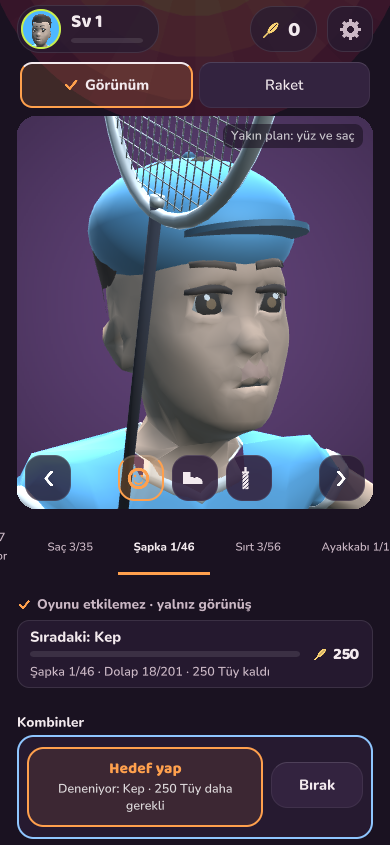 Sv 1
0
Görünüm
Raket
Yakın plan: yüz ve saç
7
or
Saç 3/35
Şapka 1/46
Sırt 3/56
Ayakkabı 1/1
Oyunu etkilemez · yalnız görünüş
Sıradaki: Kep
250
Şapka 1/46 · Dolap 18/201 · 250 Tüy kaldı
Kombinler
Hedef yap
Deneniyor: Kep · 250 Tüy daha
gerekli
Bırak